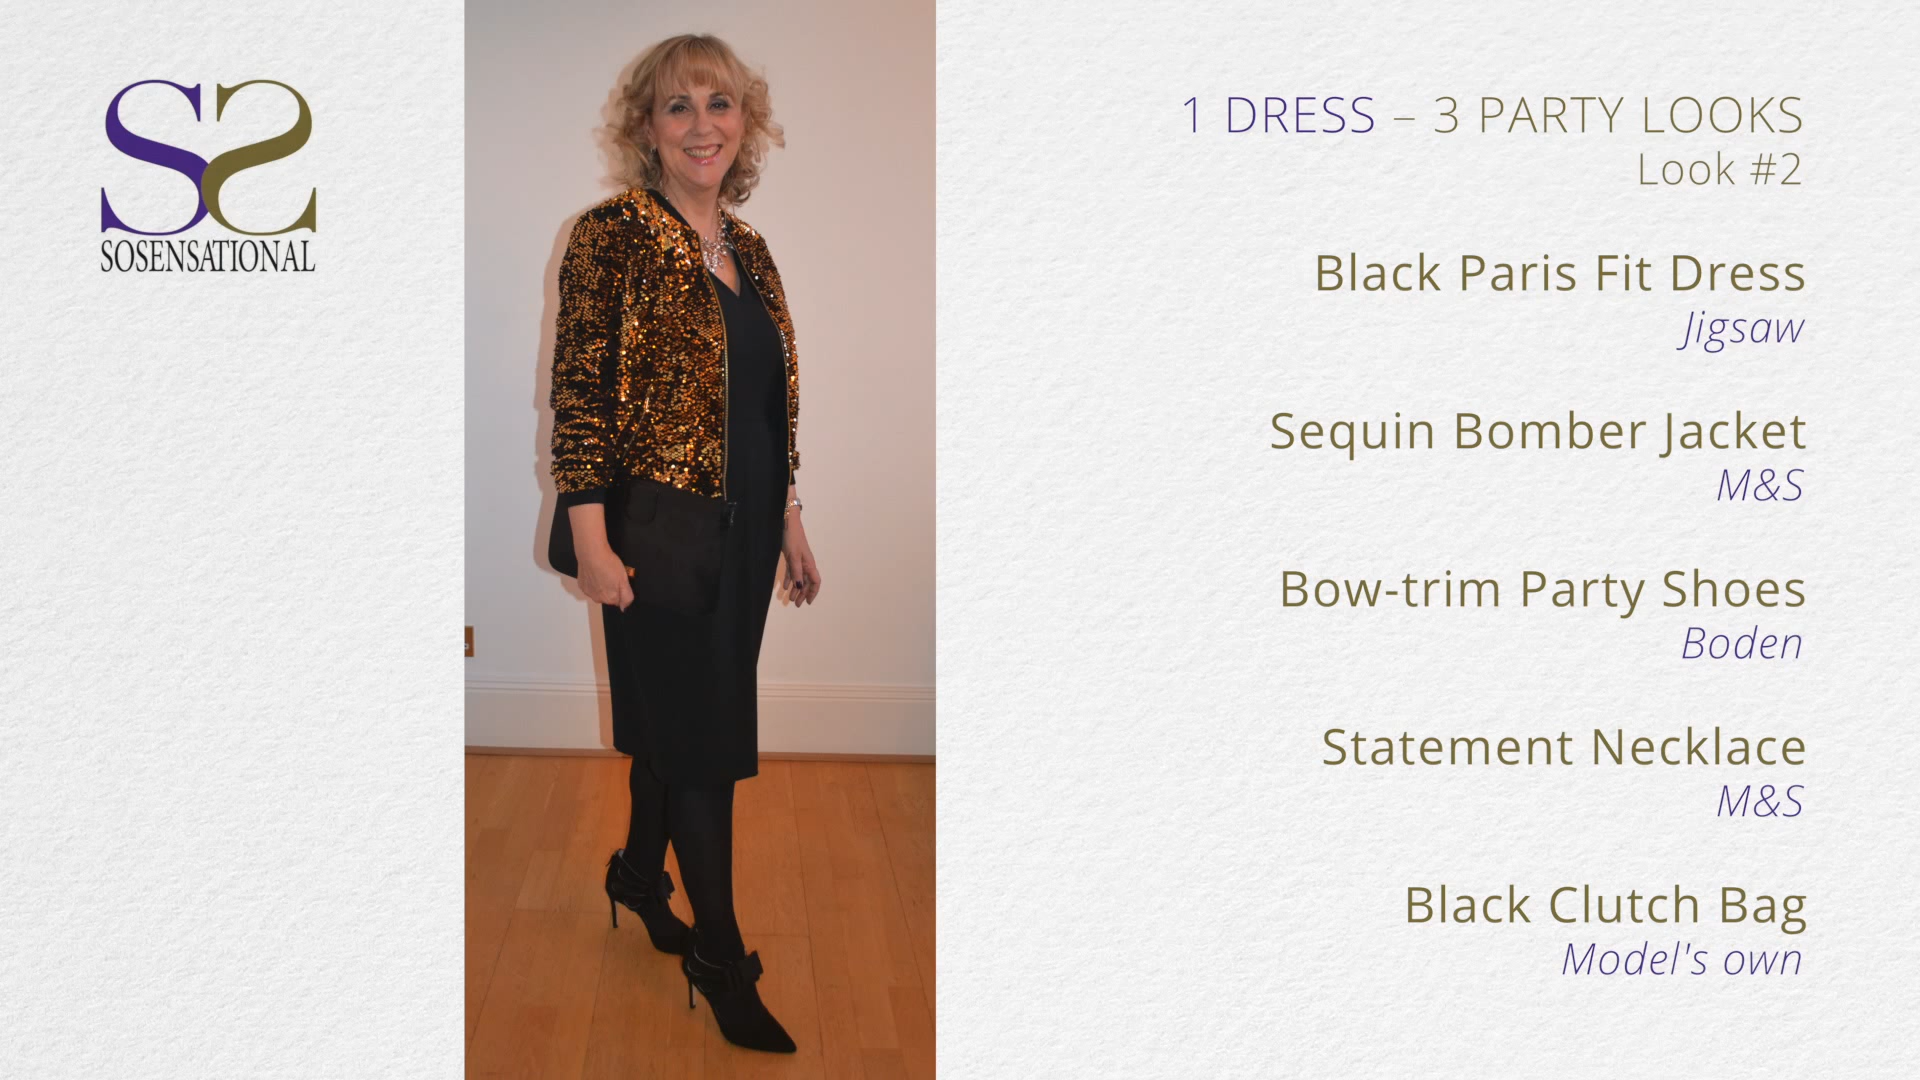 SS
SOSENSATIONAL
1 DRESS – 3 PARTY LOOKS
Look #2
Black Paris Fit Dress
Jigsaw
Sequin Bomber Jacket
M&S
Bow-trim Party Shoes
Boden
Statement Necklace
M&S
Black Clutch Bag
Model's own